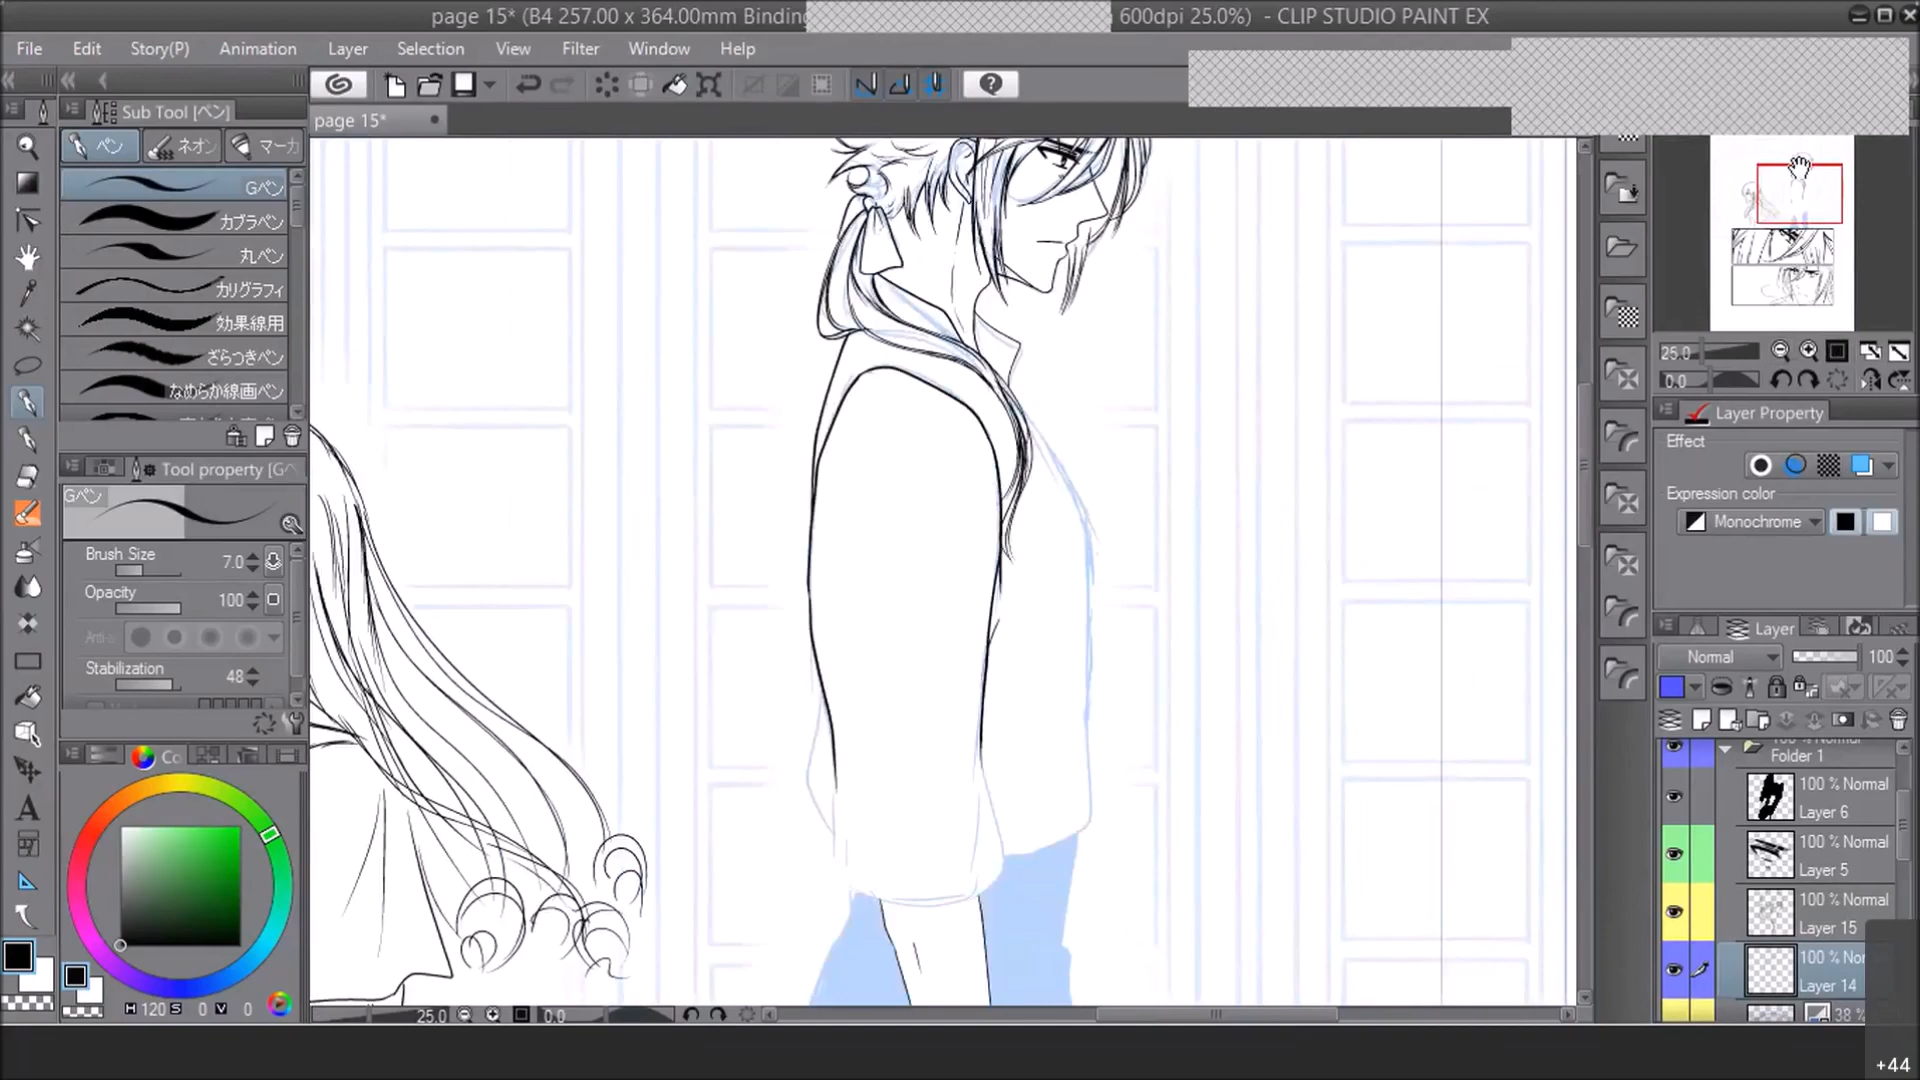 page 15* (B4 257.00 x 364.00mm Binding 600dpi 25.0%) - CLIP STUDIO PAINT EX
File Edit Story(P) Animation Layer Selection View Filter Window Help
Sub Tool [ペン]
page 15*
ペン ネオン マーカ
Gペン
カブラペン
丸ペン
カリグラフィ
効果線用
ざらつきペン
なめらか線画ペン
Tool property [Gペ
Gペン
Brush Size 7.0
Opacity 100
Stabilization 48
Co
H 120 S 0 V 0
25.0 0.0
25.0
0.0
Layer Property
Effect
Expression color
Monochrome
Layer
Normal 100
Folder 1
100 % Normal
Layer 6
100 % Normal
Layer 5
100 % Normal
Layer 15
100 % Nor
Layer 14
38 %
+44